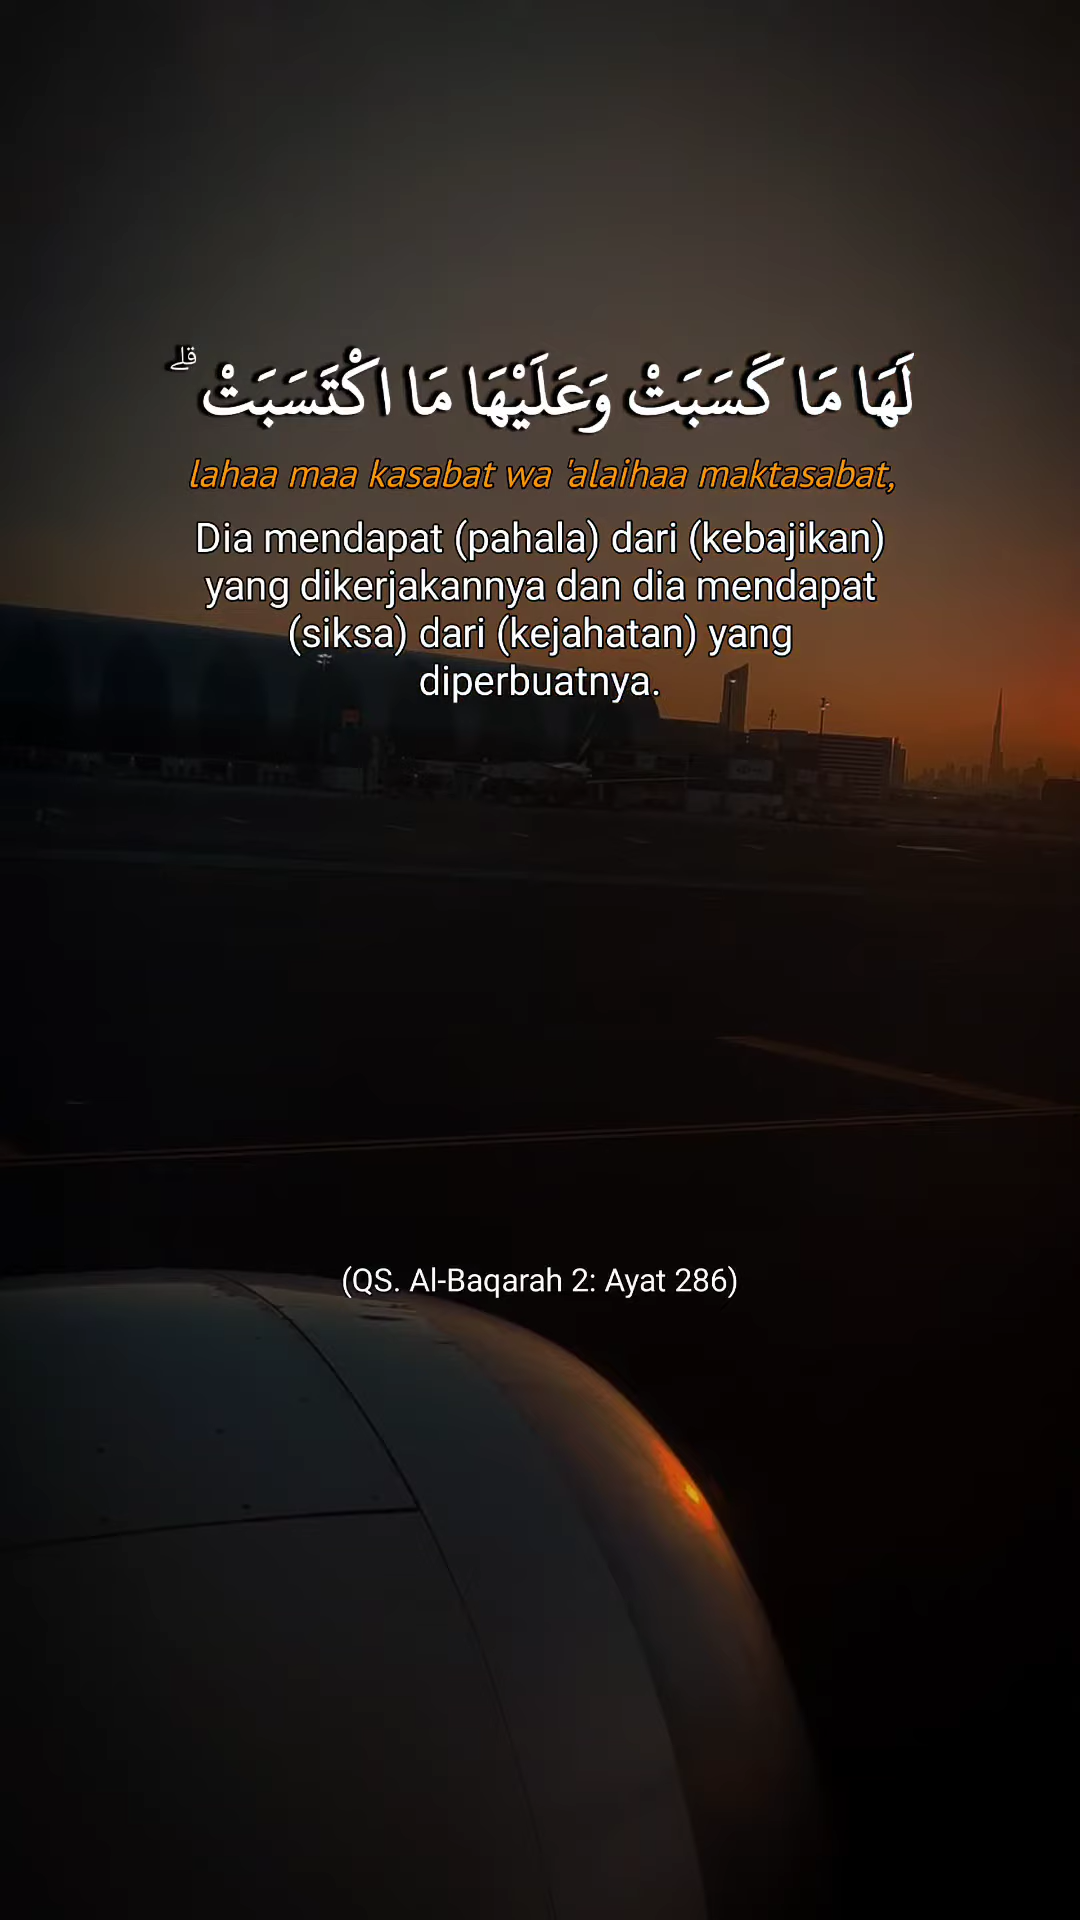 لَهَا مَا كَسَبَتْ وَعَلَيْهَا مَا اكْتَسَبَتْ ۗ
lahaa maa kasabat wa 'alaihaa maktasabat,
Dia mendapat (pahala) dari (kebajikan)
yang dikerjakannya dan dia mendapat
(siksa) dari (kejahatan) yang
diperbuatnya.
(QS. Al-Baqarah 2: Ayat 286)